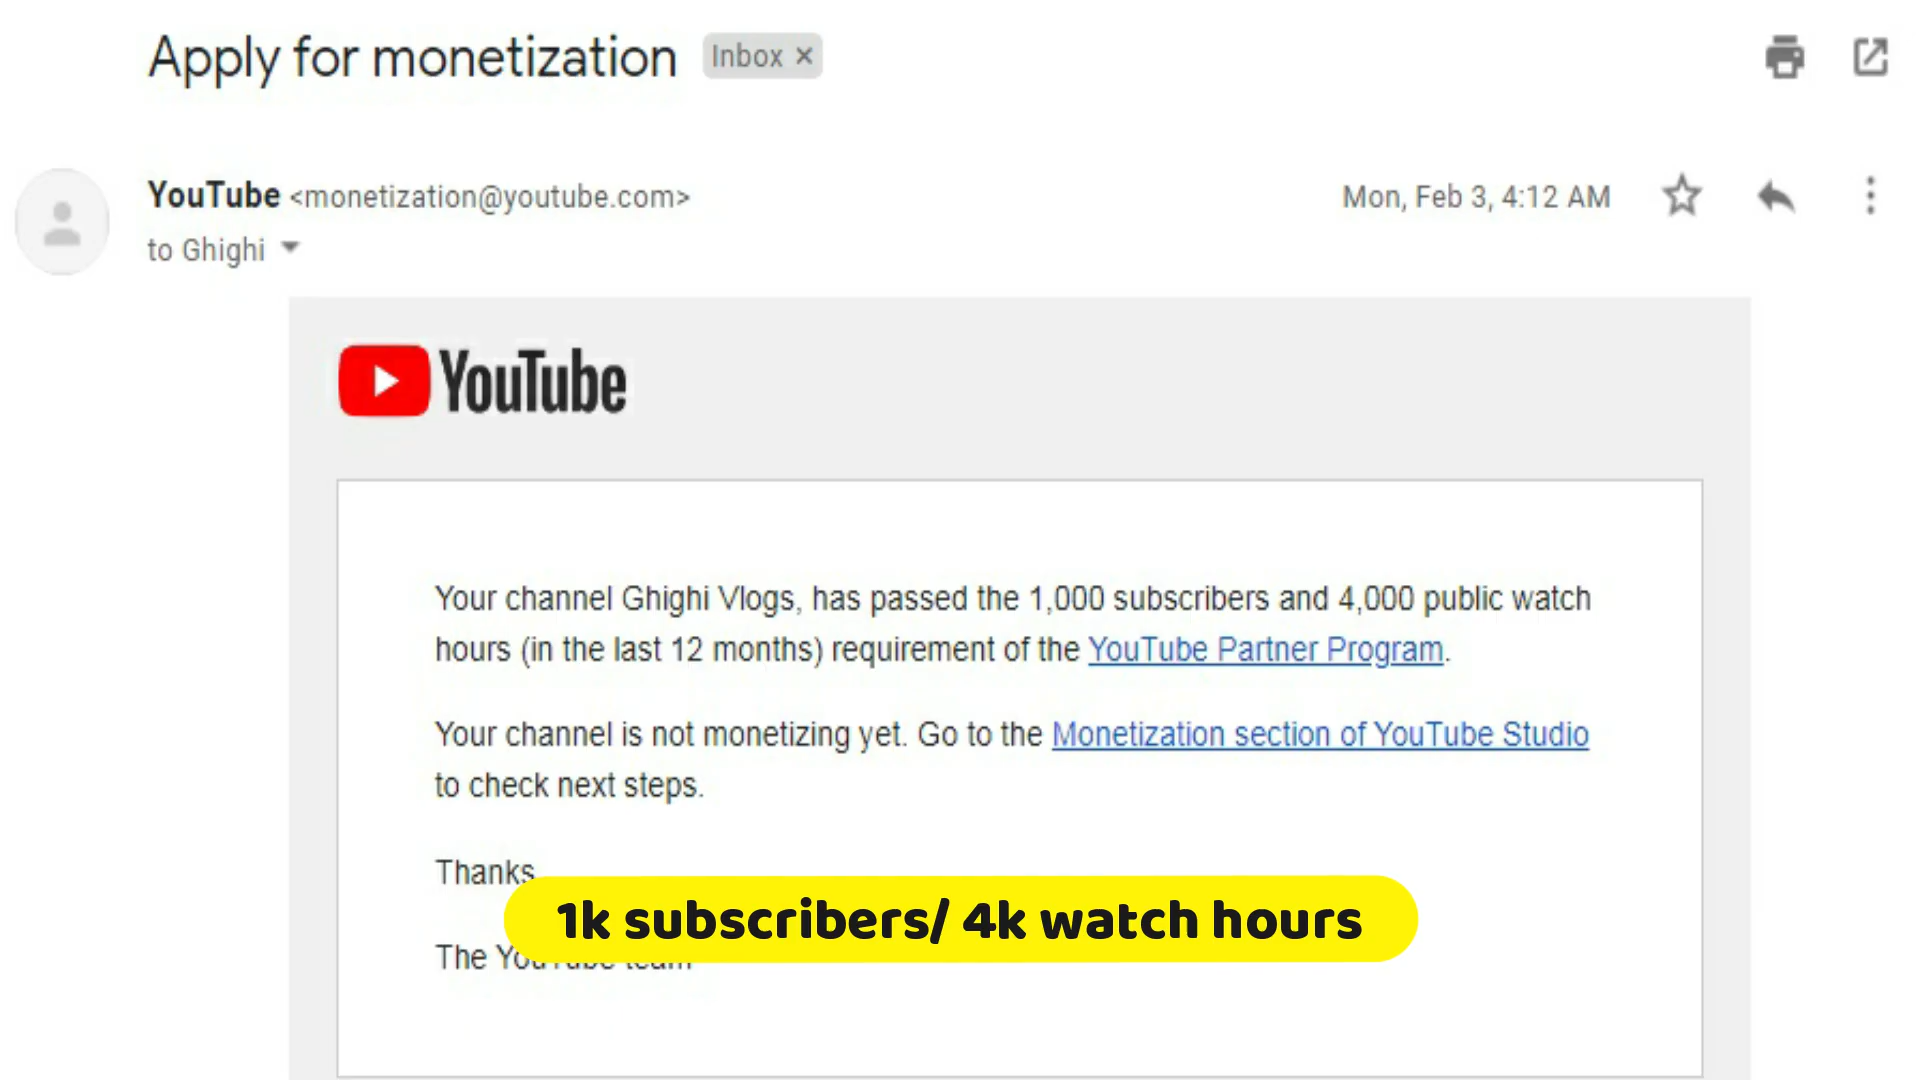 Apply for monetization Inbox ×
YouTube <monetization@youtube.com> Mon, Feb 3, 4:12 AM
to Ghighi
YouTube
Your channel Ghighi Vlogs, has passed the 1,000 subscribers and 4,000 public watch
hours (in the last 12 months) requirement of the YouTube Partner Program.
Your channel is not monetizing yet. Go to the Monetization section of YouTube Studio
to check next steps.
Thanks
1k subscribers/ 4k watch hours
The YouTube team